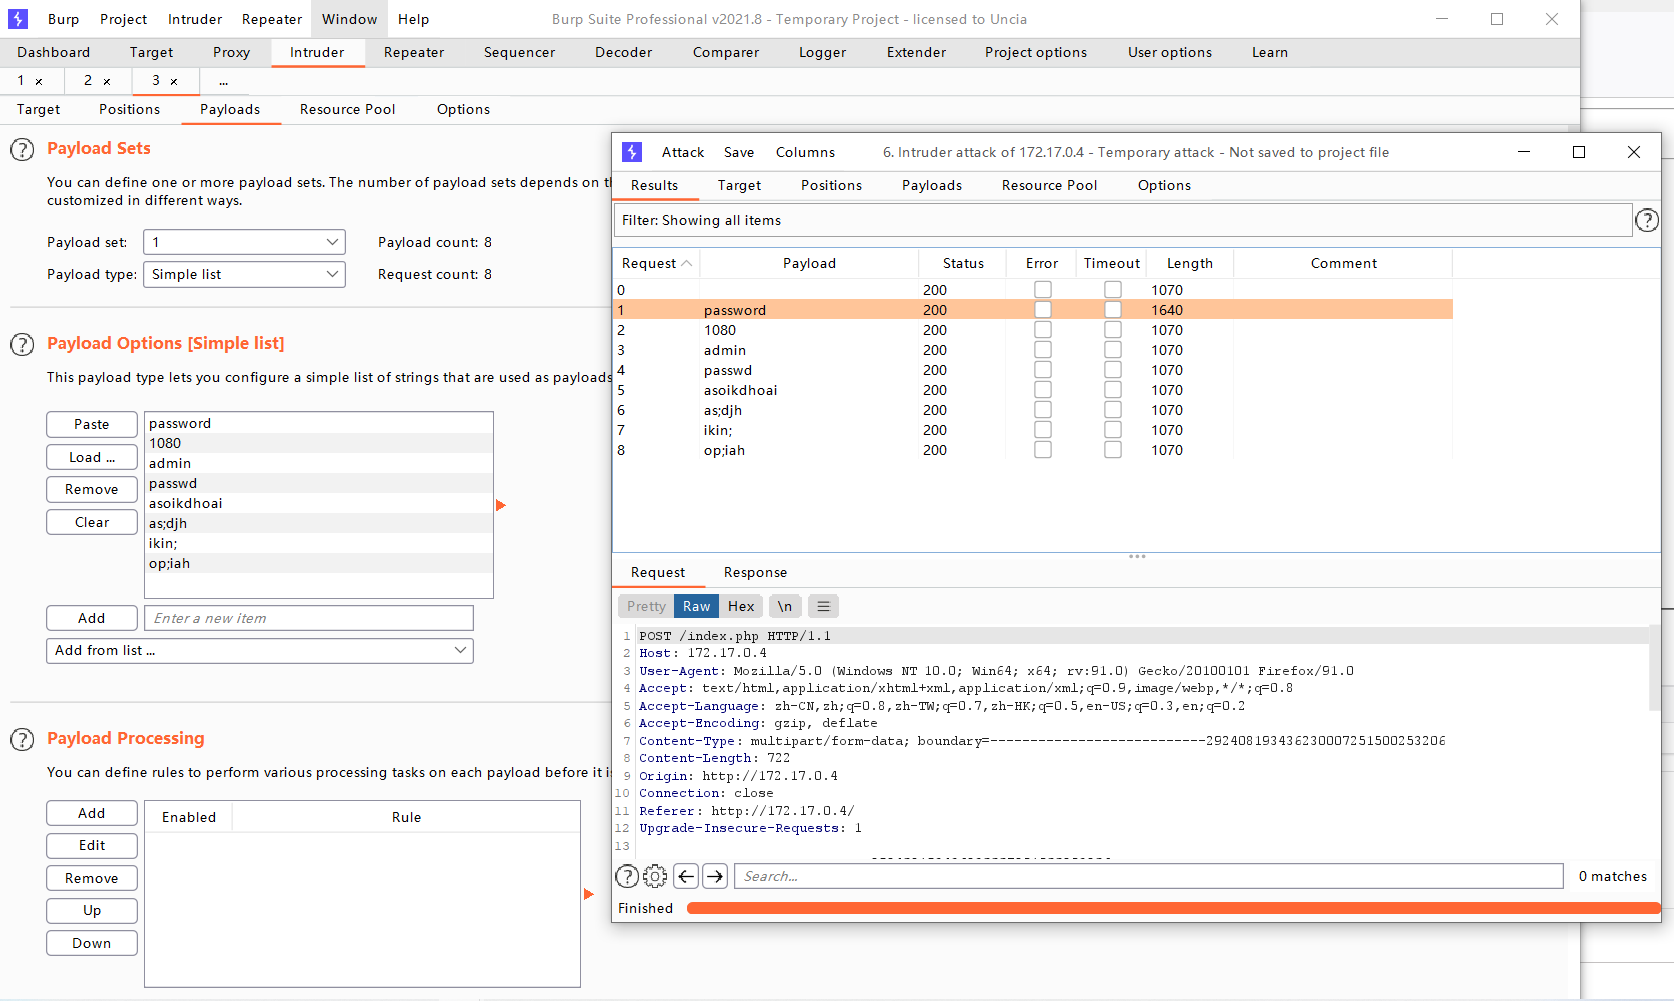 Burp Project Intruder Repeater Window Help Burp Suite Professional v2021.8 - Temporary Project - licensed to Uncia
Dashboard Target Proxy Intruder Repeater Sequencer Decoder Comparer Logger Extender Project options User options Learn
1 × 2 × 3 × ...
Target Positions Payloads Resource Pool Options
? Payload Sets
You can define one or more payload sets. The number of payload sets depends on
customized in different ways.
Payload set: 1 Payload count: 8
Payload type: Simple list Request count: 8
? Payload Options [Simple list]
This payload type lets you configure a simple list of strings that are used as payloads
Paste
Load ...
Remove
Clear
password
1080
admin
passwd
asoikdhoai
as;djh
ikin;
op;iah
Add Enter a new item
Add from list ...
? Payload Processing
You can define rules to perform various processing tasks on each payload before it
Add
Edit
Remove
Up
Down
Enabled Rule
Attack Save Columns 6. Intruder attack of 172.17.0.4 - Temporary attack - Not saved to project file
Results Target Positions Payloads Resource Pool Options
Filter: Showing all items ?
Request Payload Status Error Timeout Length Comment
0 200 1070
1 password 200 1640
2 1080 200 1070
3 admin 200 1070
4 passwd 200 1070
5 asoikdhoai 200 1070
6 as;djh 200 1070
7 ikin; 200 1070
8 op;iah 200 1070
Request Response
Pretty Raw Hex \n
1 POST /index.php HTTP/1.1
2 Host: 172.17.0.4
3 User-Agent: Mozilla/5.0 (Windows NT 10.0; Win64; x64; rv:91.0) Gecko/20100101 Firefox/91.0
4 Accept: text/html,application/xhtml+xml,application/xml;q=0.9,image/webp,*/*;q=0.8
5 Accept-Language: zh-CN,zh;q=0.8,zh-TW;q=0.7,zh-HK;q=0.5,en-US;q=0.3,en;q=0.2
6 Accept-Encoding: gzip, deflate
7 Content-Type: multipart/form-data; boundary=---------------------------292408193436230007251500253206
8 Content-Length: 722
9 Origin: http://172.17.0.4
10 Connection: close
11 Referer: http://172.17.0.4/
12 Upgrade-Insecure-Requests: 1
13
? Search... 0 matches
Finished